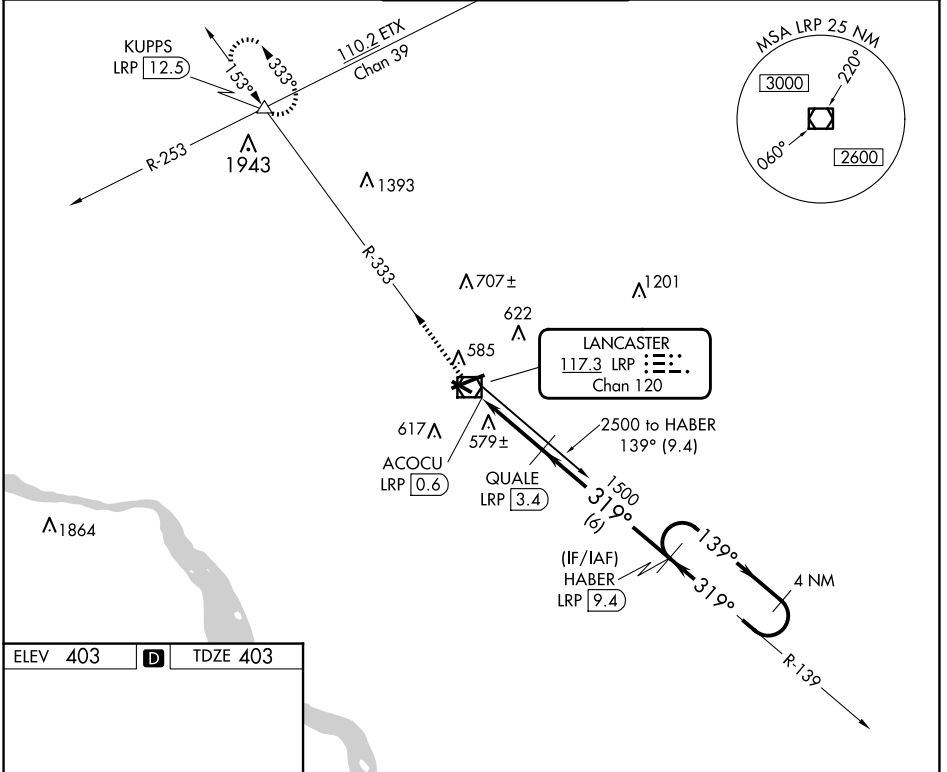 MSA LRP 25 NM
3000
220°
060°
2600
KUPPS
LRP 12.5
153°
333°
110.2 ETX
Chan 39
R-253
1943
1393
R-333
707±
1201
622
585
LANCASTER
117.3 LRP
Chan 120
617
579±
2500 to HABER
139° (9.4)
ACOCU
LRP 0.6
QUALE
LRP 3.4
1500
319°
(6)
1864
(IF/IAF)
HABER
LRP 9.4
139°
319°
4 NM
R-139
ELEV 403 D TDZE 403